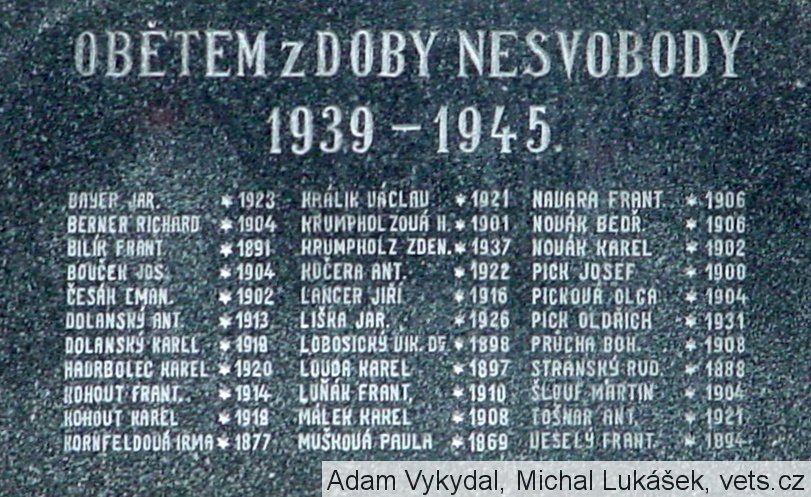 OBĚTEM z DOBY NESVOBODY
1939 – 1945.
BAYER JAR. * 1923
BERNER RICHARD * 1904
BILÍK FRANT * 1891
BOUČEK JOS. * 1904
ČESÁK EMAN. * 1902
DOLANSKÝ ANT. * 1913
DOLANSKÝ KAREL * 1919
HADRBOLEC KAREL * 1920
KOHOUT FRANT. * 1914
KOHOUT KAREL * 1919
KORNFELDOVÁ IRMA * 1877
KRÁLIK VÁCLAV * 1921
KRUMPHOLZOVÁ H. * 1901
KRUMPHOLZ ZDEN. * 1937
KUČERA ANT. * 1922
LANCER JIŘÍ * 1916
LIŠKA JAR. * 1926
LOBOSICKÝ VIK. Dr. * 1898
LOUDA KAREL * 1897
LUŇÁK FRANT. * 1910
MÁLEK KAREL * 1908
MUŠKOVÁ PAVLA * 1869
NAVARA FRANT. * 1906
NOVÁK BEDŘ. * 1906
NOVÁK KAREL * 1902
PICK JOSEF * 1900
PICKOVÁ OLGA * 1904
PICK OLDŘICH * 1931
PRŮCHA BOH. * 1908
STRÁNSKÝ RUD. * 1888
ŠLOUF MARTIN * 1904
TOŠNAR ANT. * 1921
VESELÝ FRANT. * 1894
Adam Vykydal, Michal Lukášek, vets.cz